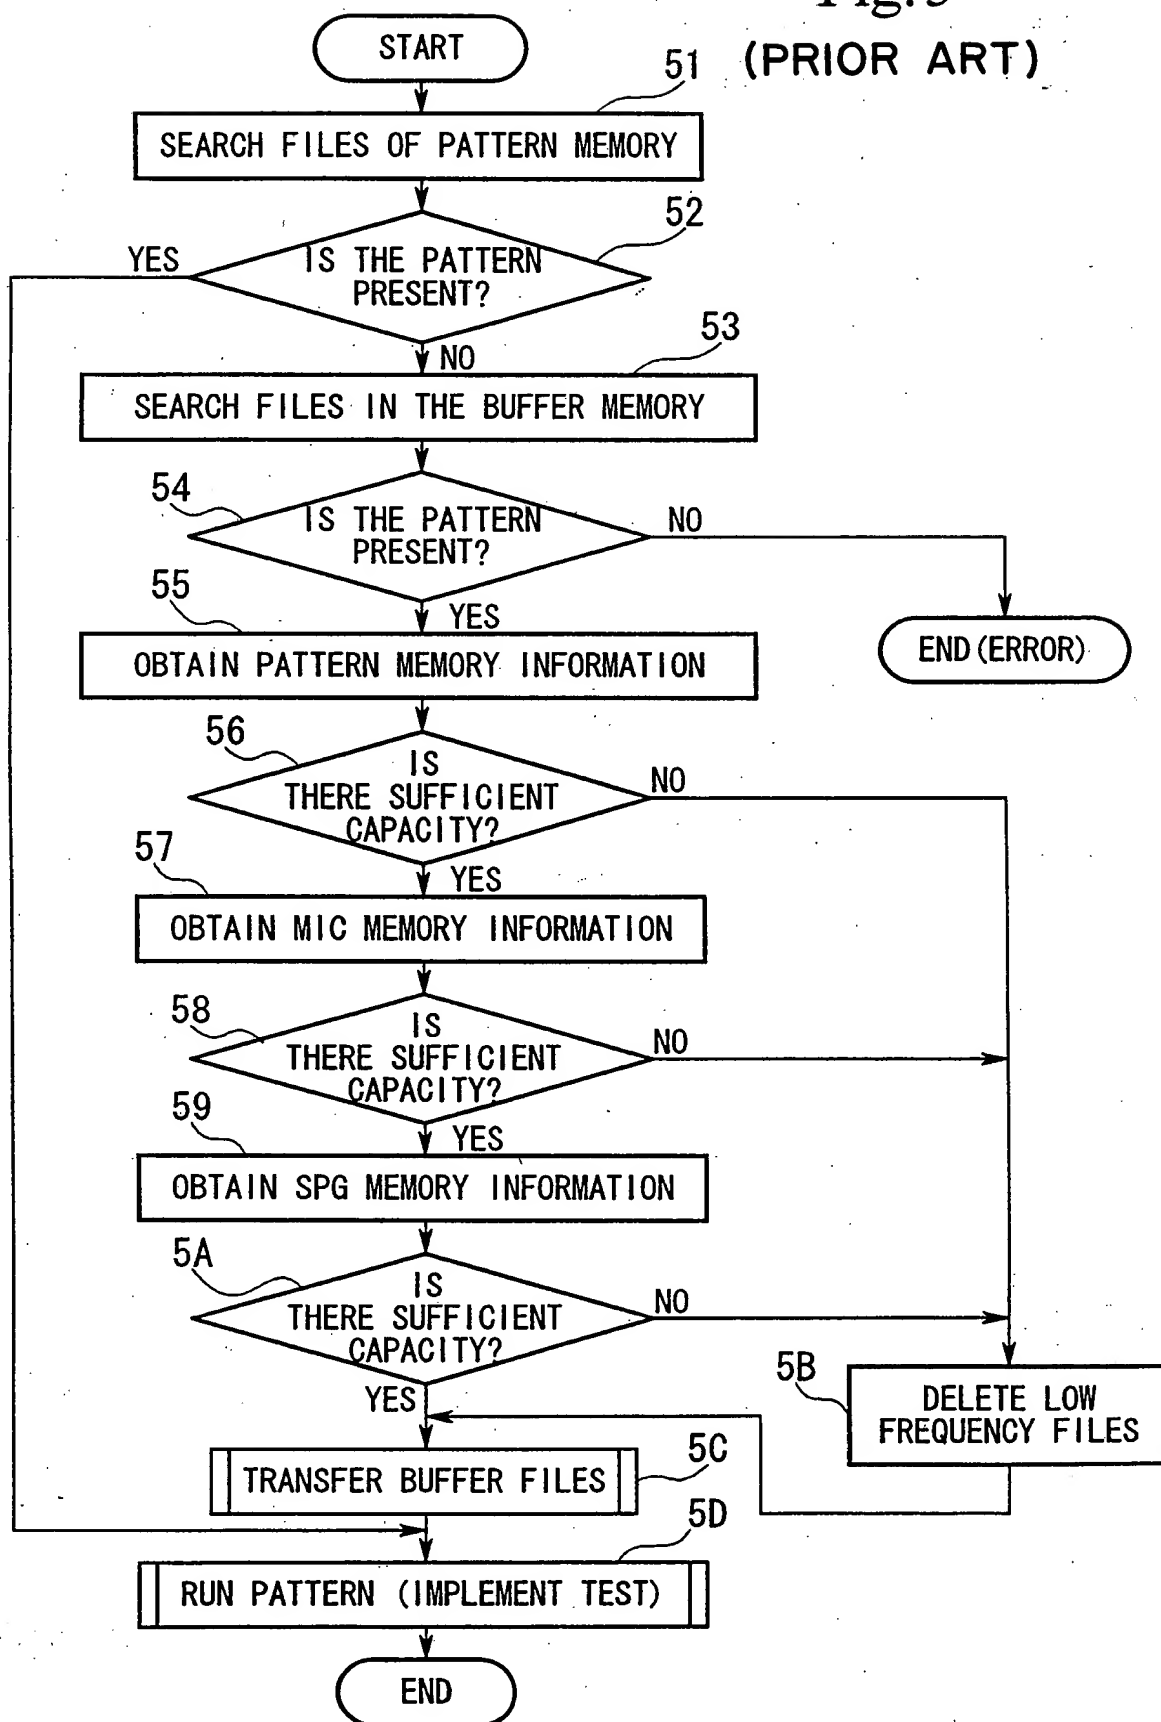 Fig. 5
(PRIOR ART)
START
51
SEARCH FILES OF PATTERN MEMORY
52
YES
IS THE PATTERN
PRESENT?
NO
53
SEARCH FILES IN THE BUFFER MEMORY
54
IS THE PATTERN
PRESENT?
NO
YES
55
OBTAIN PATTERN MEMORY INFORMATION
END (ERROR)
56
IS
THERE SUFFICIENT
CAPACITY?
NO
YES
57
OBTAIN MIC MEMORY INFORMATION
58
IS
THERE SUFFICIENT
CAPACITY?
NO
YES
59
OBTAIN SPG MEMORY INFORMATION
5A
IS
THERE SUFFICIENT
CAPACITY?
NO
YES
5B
DELETE LOW
FREQUENCY FILES
5C
TRANSFER BUFFER FILES
5D
RUN PATTERN (IMPLEMENT TEST)
END